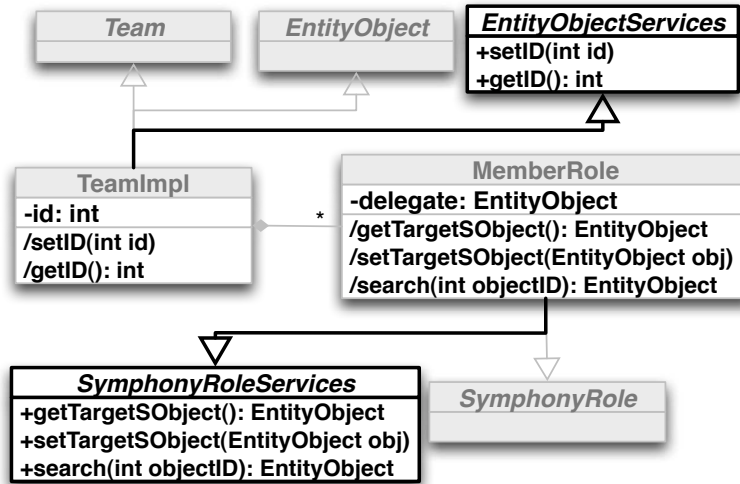 Team
EntityObject
EntityObjectServices
+setID(int id)
+getID(): int
TeamImpl
-id: int
/setID(int id)
/getID(): int
*
MemberRole
-delegate: EntityObject
/getTargetSObject(): EntityObject
/setTargetSObject(EntityObject obj)
/search(int objectID): EntityObject
SymphonyRoleServices
+getTargetSObject(): EntityObject
+setTargetSObject(EntityObject obj)
+search(int objectID): EntityObject
SymphonyRole